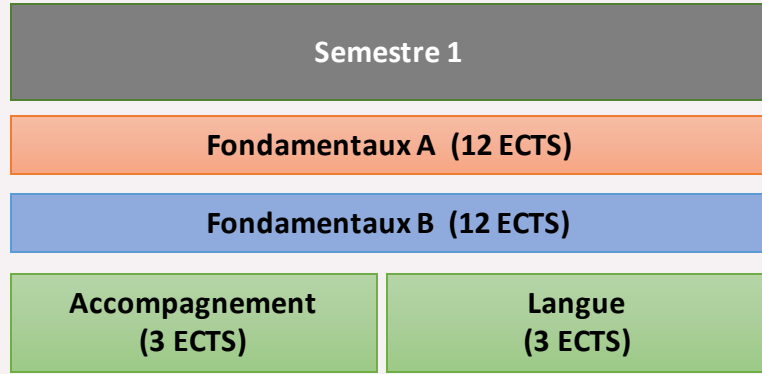 Semestre 1
Fondamentaux A (12 ECTS)
Fondamentaux B (12 ECTS)
Accompagnement
(3 ECTS)
Langue
(3 ECTS)